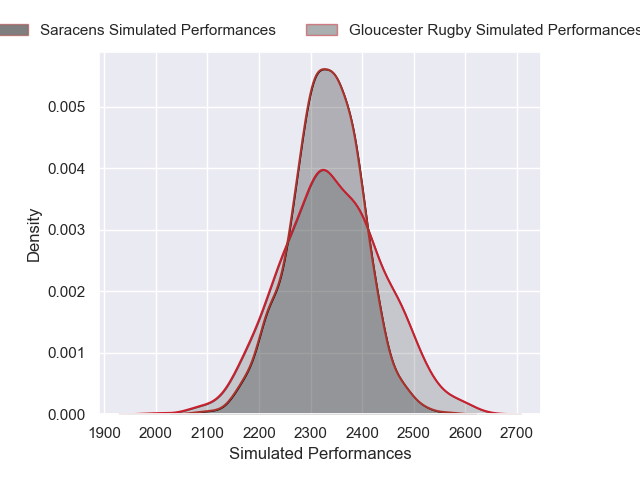 Saracens Simulated Performances Gloucester Rugby Simulated Performances
0.005
0.004
0.003
0.002
0.001
0.000
Density
1900 2000 2100 2200 2300 2400 2500 2600 2700
Simulated Performances